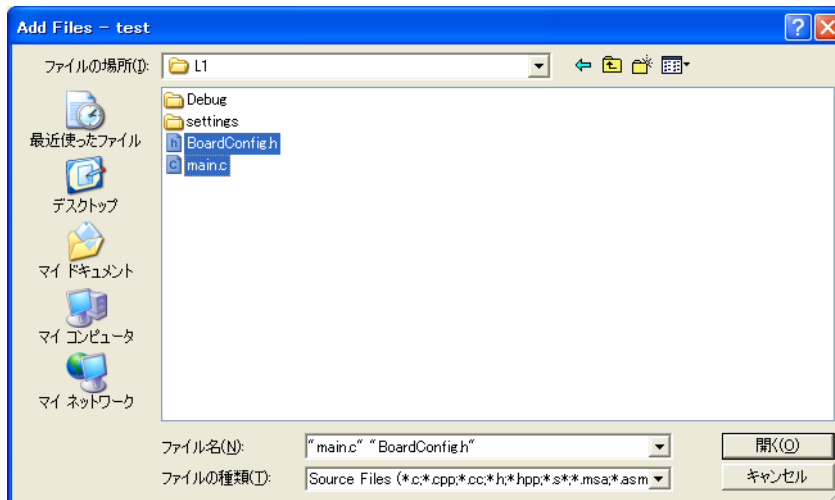 Add Files - test
ファイルの場所(I):
L1
最近使ったファイル
デスクトップ
マイ ドキュメント
マイ コンピュータ
マイ ネットワーク
Debug
settings
BoardConfig.h
main.c
ファイル名(N):
"main.c" "BoardConfig.h"
開く(O)
ファイルの種類(T):
Source Files (*.c;*.cpp;*.cc;*.h;*.hpp;*.s*;*.msa;*.asm
キャンセル